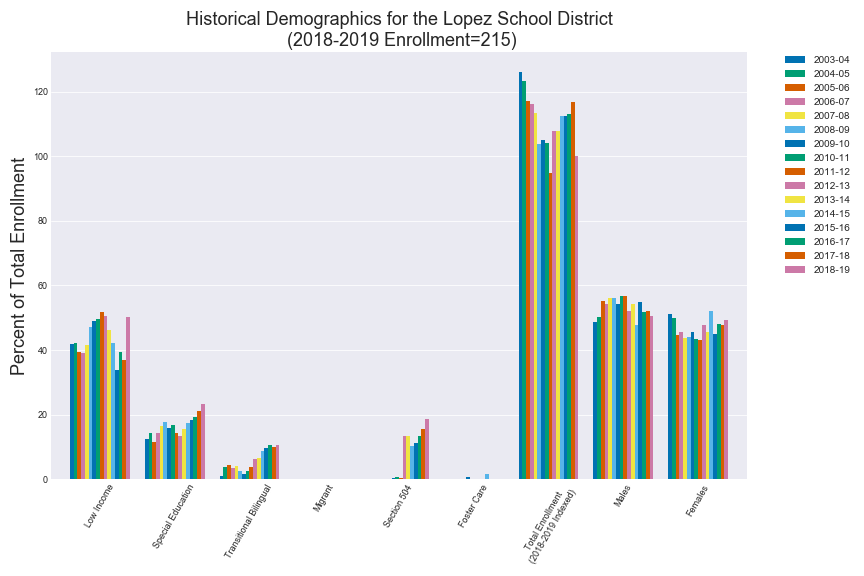 Historical Demographics for the Lopez School District
(2018-2019 Enrollment=215)
Percent of Total Enrollment
120
100
80
60
40
20
0
Low Income
Special Education
Transitional Bilingual
Migrant
Section 504
Foster Care
Total Enrollment
(2018-2019 Indexed)
Males
Females
2003-04
2004-05
2005-06
2006-07
2007-08
2008-09
2009-10
2010-11
2011-12
2012-13
2013-14
2014-15
2015-16
2016-17
2017-18
2018-19